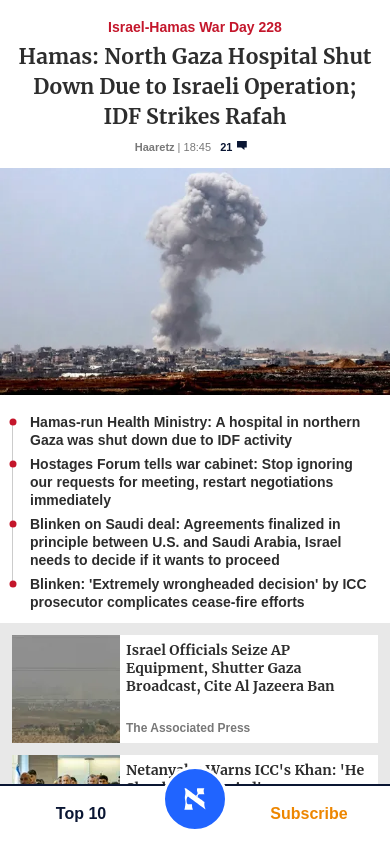 Israel-Hamas War Day 228
Hamas: North Gaza Hospital Shut
Down Due to Israeli Operation;
IDF Strikes Rafah
Haaretz | 18:45 21
Hamas-run Health Ministry: A hospital in northern
Gaza was shut down due to IDF activity
Hostages Forum tells war cabinet: Stop ignoring
our requests for meeting, restart negotiations
immediately
Blinken on Saudi deal: Agreements finalized in
principle between U.S. and Saudi Arabia, Israel
needs to decide if it wants to proceed
Blinken: 'Extremely wrongheaded decision' by ICC
prosecutor complicates cease-fire efforts
Israel Officials Seize AP
Equipment, Shutter Gaza
Broadcast, Cite Al Jazeera Ban
The Associated Press
Warns ICC's Khan: 'He
Top 10
Subscribe